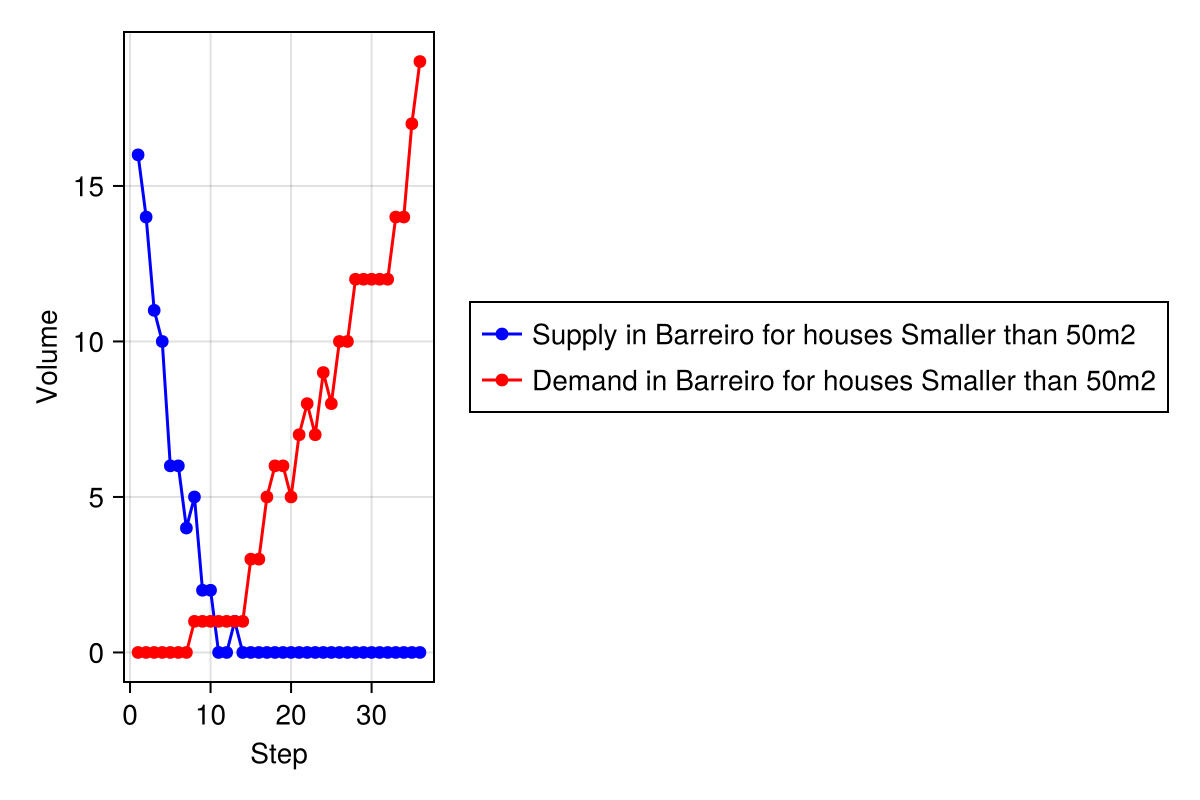 15
10
5
0
Volume
0 10 20 30
Step
Supply in Barreiro for houses Smaller than 50m2
Demand in Barreiro for houses Smaller than 50m2